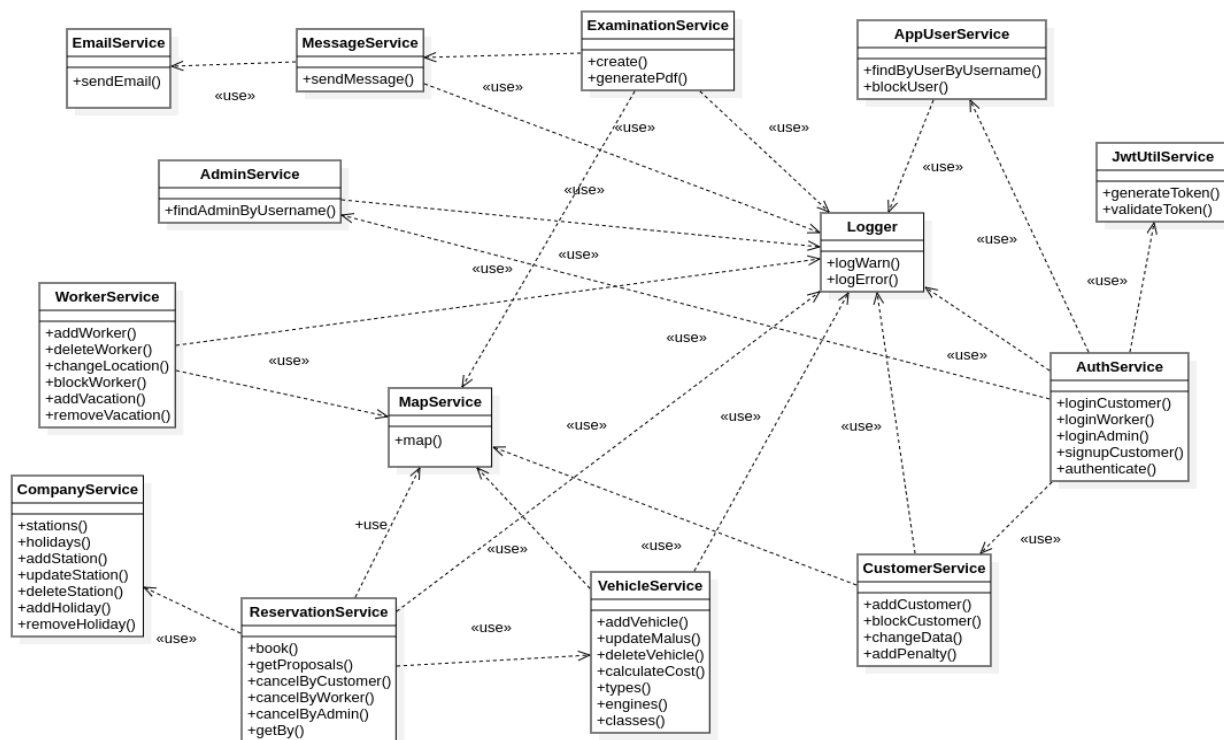 EmailService
+sendEmail()
MessageService
+sendMessage()
ExaminationService
+create()
+generatePdf()
AppUserService
+findByUserByUsername()
+blockUser()
«use»
«use»
«use»
«use»
«use»
JwtUtilService
+generateToken()
+validateToken()
AdminService
+findAdminByUsername()
«use»
Logger
+logWarn()
+logError()
«use»
«use»
«use»
«use»
WorkerService
+addWorker()
+deleteWorker()
+changeLocation()
+blockWorker()
+addVacation()
+removeVacation()
«use»
«use»
«use»
AuthService
+loginCustomer()
+loginWorker()
+loginAdmin()
+signupCustomer()
+authenticate()
MapService
+map()
«use»
«use»
«use»
CompanyService
+stations()
+holidays()
+addStation()
+updateStation()
+deleteStation()
+addHoliday()
+removeHoliday()
+use
«use»
«use»
«use»
CustomerService
+addCustomer()
+blockCustomer()
+changeData()
+addPenalty()
VehicleService
+addVehicle()
+updateMalus()
+deleteVehicle()
+calculateCost()
+types()
+engines()
+classes()
ReservationService
+book()
+getProposals()
+cancelByCustomer()
+cancelByWorker()
+cancelByAdmin()
+getBy()
«use»
«use»